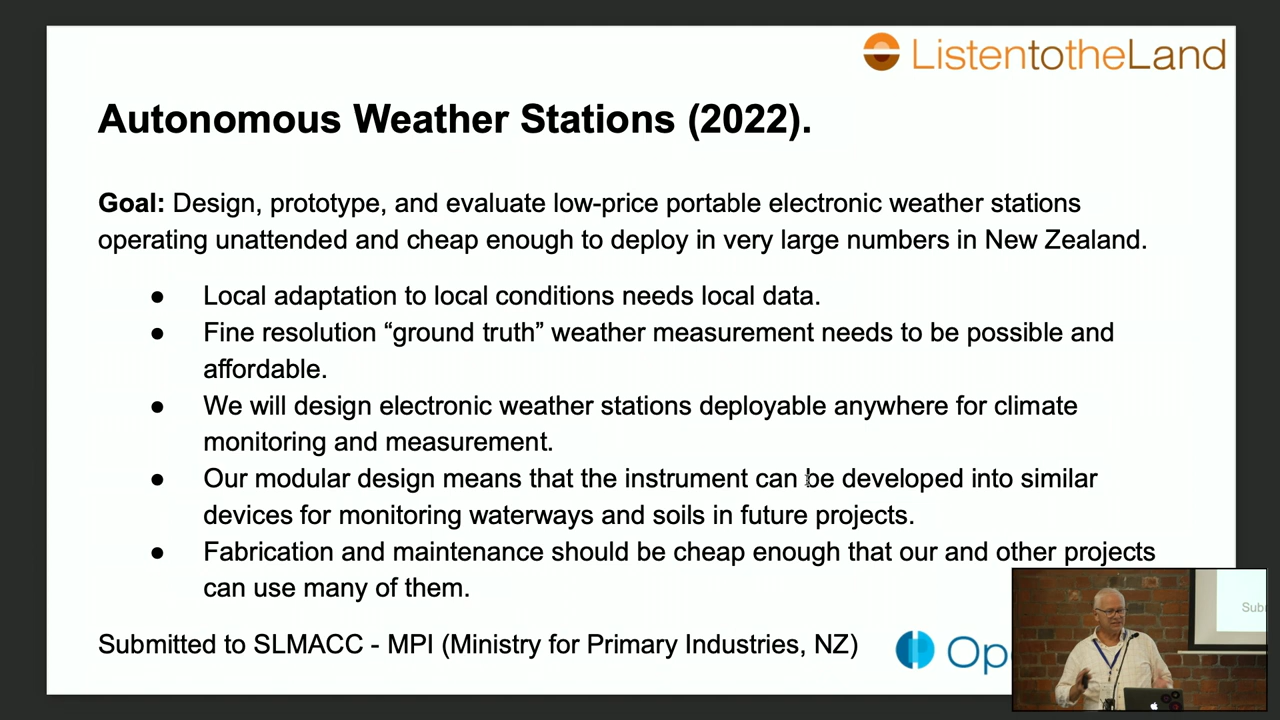 ListentotheLand
Autonomous Weather Stations (2022).
Goal: Design, prototype, and evaluate low-price portable electronic weather stations
operating unattended and cheap enough to deploy in very large numbers in New Zealand.
● Local adaptation to local conditions needs local data.
● Fine resolution “ground truth” weather measurement needs to be possible and
affordable.
● We will design electronic weather stations deployable anywhere for climate
monitoring and measurement.
● Our modular design means that the instrument can be developed into similar
devices for monitoring waterways and soils in future projects.
● Fabrication and maintenance should be cheap enough that our and other projects
can use many of them.
Submitted to SLMACC - MPI (Ministry for Primary Industries, NZ)